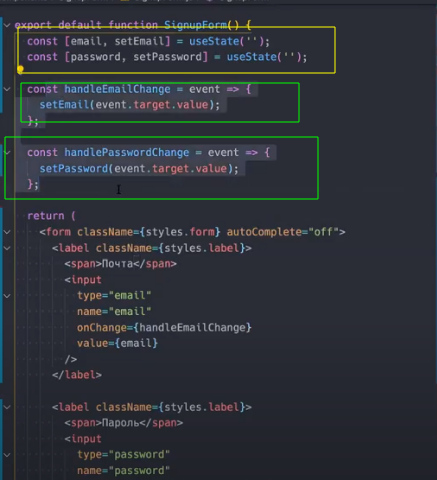 export default function SignupForm() {
const [email, setEmail] = useState('');
const [password, setPassword] = useState('');
const handleEmailChange = event => {
setEmail(event.target.value);
};
const handlePasswordChange = event => {
setPassword(event.target.value);
};
return (
<form className={styles.form} autoComplete="off">
<label className={styles.label}>
<span>Почта</span>
<input
type="email"
name="email"
onChange={handleEmailChange}
value={email}
/>
</label>
<label className={styles.label}>
<span>Пароль</span>
<input
type="password"
name="password"